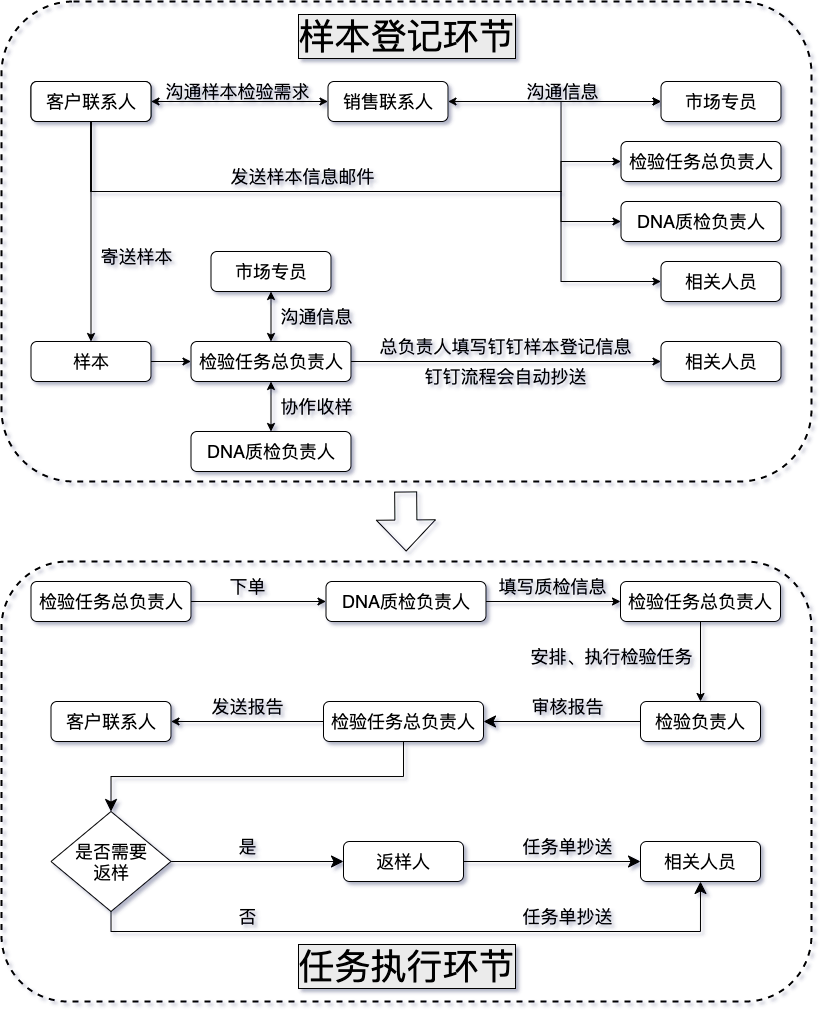 样本登记环节
客户联系人
沟通样本检验需求
销售联系人
沟通信息
市场专员
检验任务总负责人
发送样本信息邮件
DNA质检负责人
寄送样本
市场专员
相关人员
沟通信息
样本
检验任务总负责人
总负责人填写钉钉样本登记信息
钉钉流程会自动抄送
相关人员
协作收样
DNA质检负责人
检验任务总负责人
下单
DNA质检负责人
填写质检信息
检验任务总负责人
安排、执行检验任务
客户联系人
发送报告
检验任务总负责人
审核报告
检验负责人
是否需要
返样
是
返样人
任务单抄送
相关人员
否
任务单抄送
任务执行环节